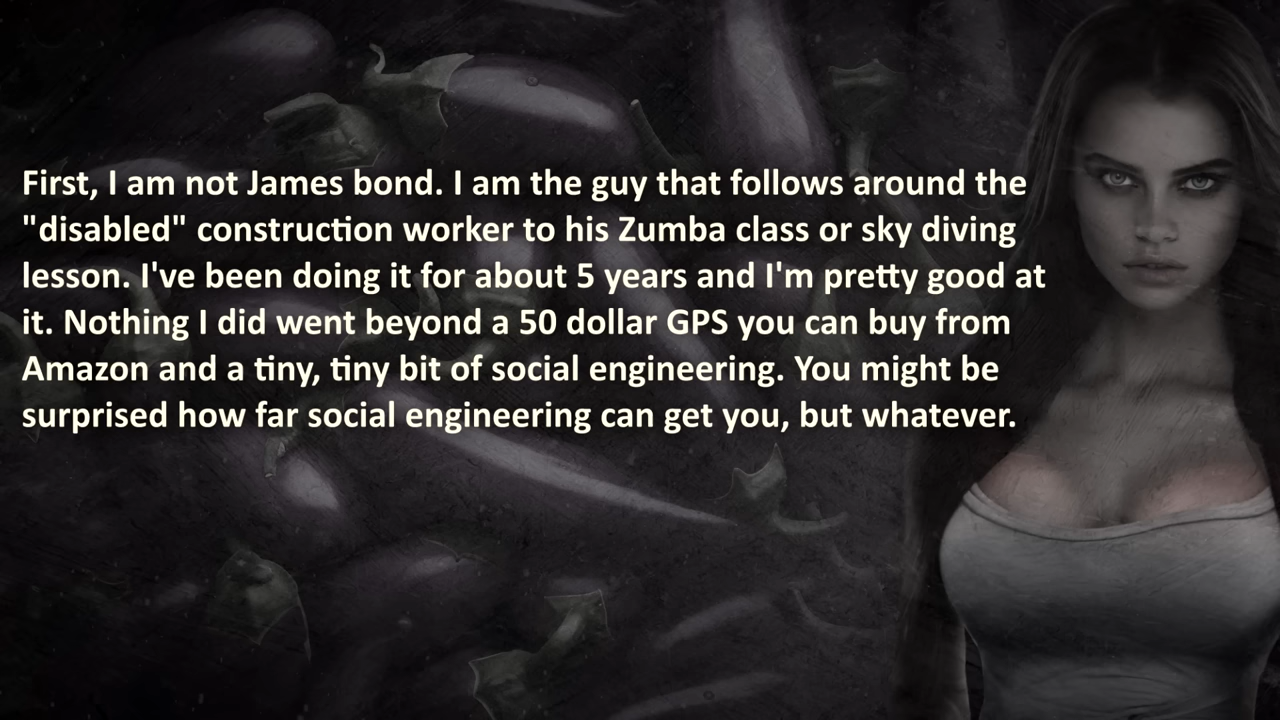 First, I am not James bond. I am the guy that follows around the
"disabled" construction worker to his Zumba class or sky diving
lesson. I've been doing it for about 5 years and I'm pretty good at
it. Nothing I did went beyond a 50 dollar GPS you can buy from
Amazon and a tiny, tiny bit of social engineering. You might be
surprised how far social engineering can get you, but whatever.